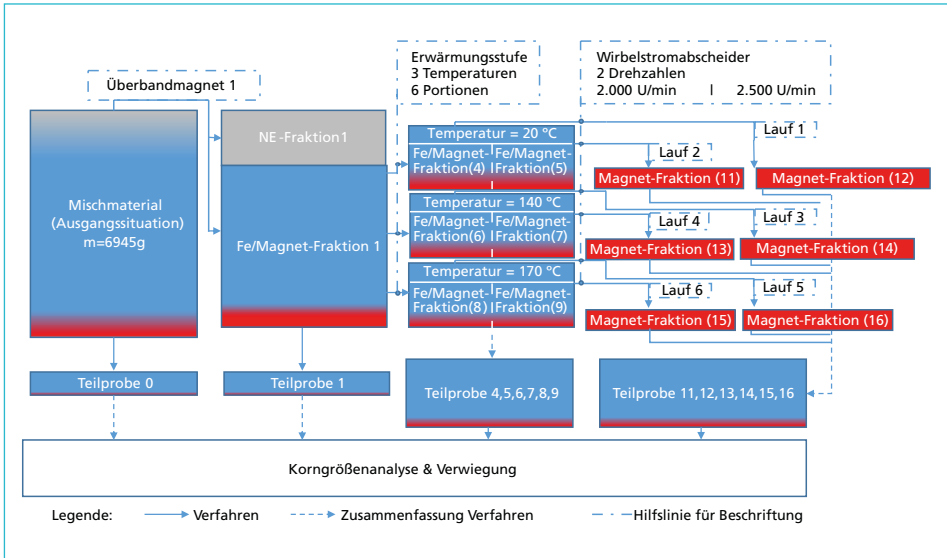 Überbandmagnet 1
Erwärmungsstufe
3 Temperaturen
6 Portionen
Wirbelstromabscheider
2 Drehzahlen
2.000 U/min | 2.500 U/min
Mischmaterial
(Ausgangssituation)
m=6945g
NE-Fraktion1
Fe/Magnet-Fraktion 1
Temperatur = 20 °C
Fe/Magnet- Fe/Magnet-
Fraktion(4) Fraktion(5)
Temperatur = 140 °C
Fe/Magnet- Fe/Magnet-
Fraktion(6) Fraktion(7)
Temperatur = 170 °C
Fe/Magnet- Fe/Magnet-
Fraktion(8) Fraktion(9)
Lauf 1
Lauf 2
Magnet-Fraktion (11)
Magnet-Fraktion (12)
Lauf 3
Lauf 4
Magnet-Fraktion (13)
Magnet-Fraktion (14)
Lauf 5
Lauf 6
Magnet-Fraktion (15)
Magnet-Fraktion (16)
Teilprobe 0
Teilprobe 1
Teilprobe 4,5,6,7,8,9
Teilprobe 11,12,13,14,15,16
Korngrößenanalyse & Verwiegung
Legende:
Verfahren
Zusammenfassung Verfahren
Hilfslinie für Beschriftung